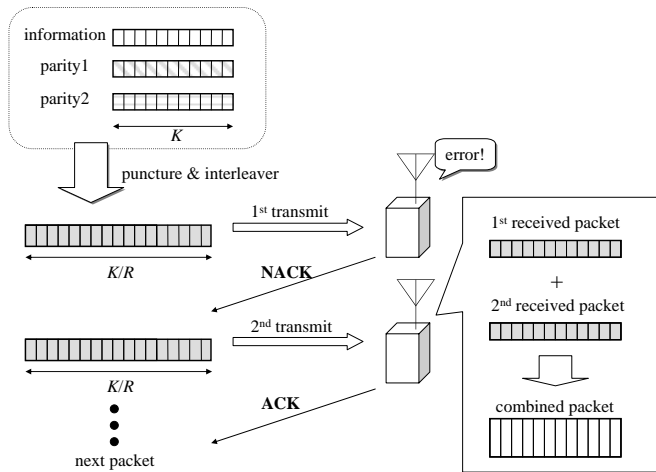 information
parity1
parity2
K
puncture & interleaver
K/R
1st transmit
error!
NACK
1st received packet
+
2nd received packet
combined packet
2nd transmit
K/R
ACK
next packet